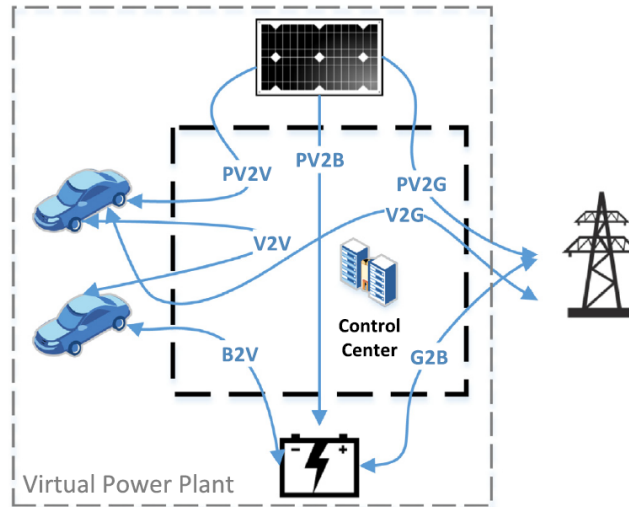 PV2V
PV2B
PV2G
V2G
V2V
Control
Center
B2V
G2B
- +
Virtual Power Plant